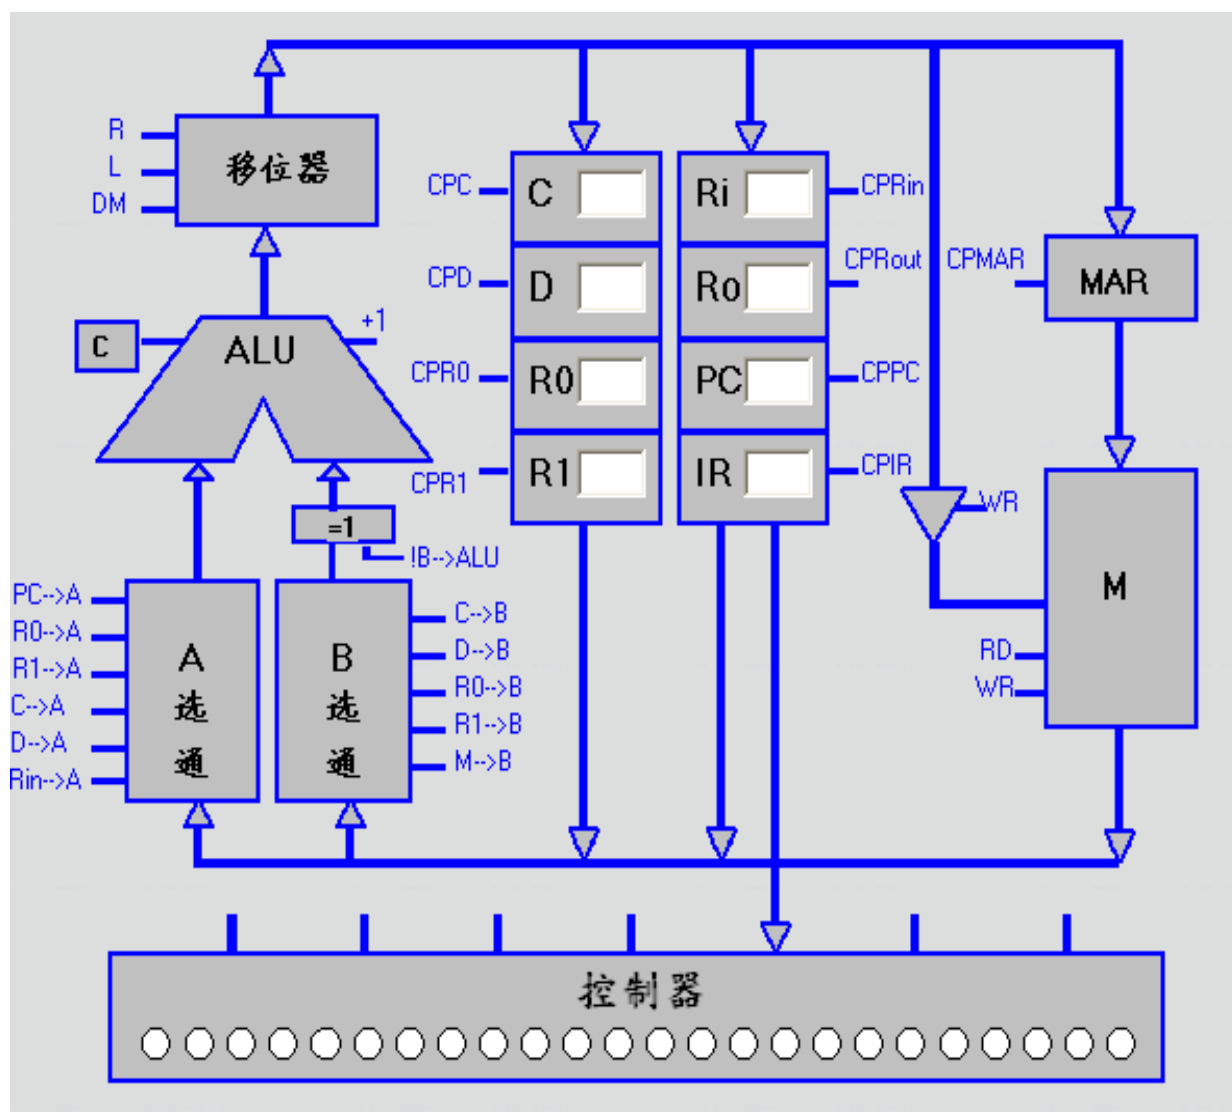 R
L
DM
移位器
C
ALU
+1
=1
!B-->ALU
PC-->A
R0-->A
R1-->A
C-->A
D-->A
Rin-->A
A
选
通
B
选
通
C-->B
D-->B
R0-->B
R1-->B
M-->B
CPC
C
CPD
D
CPR0
R0
CPR1
R1
Ri
CPRin
Ro
CPRout
PC
CPPC
IR
CPIR
CPMAR
MAR
WR
M
RD
WR
控制器